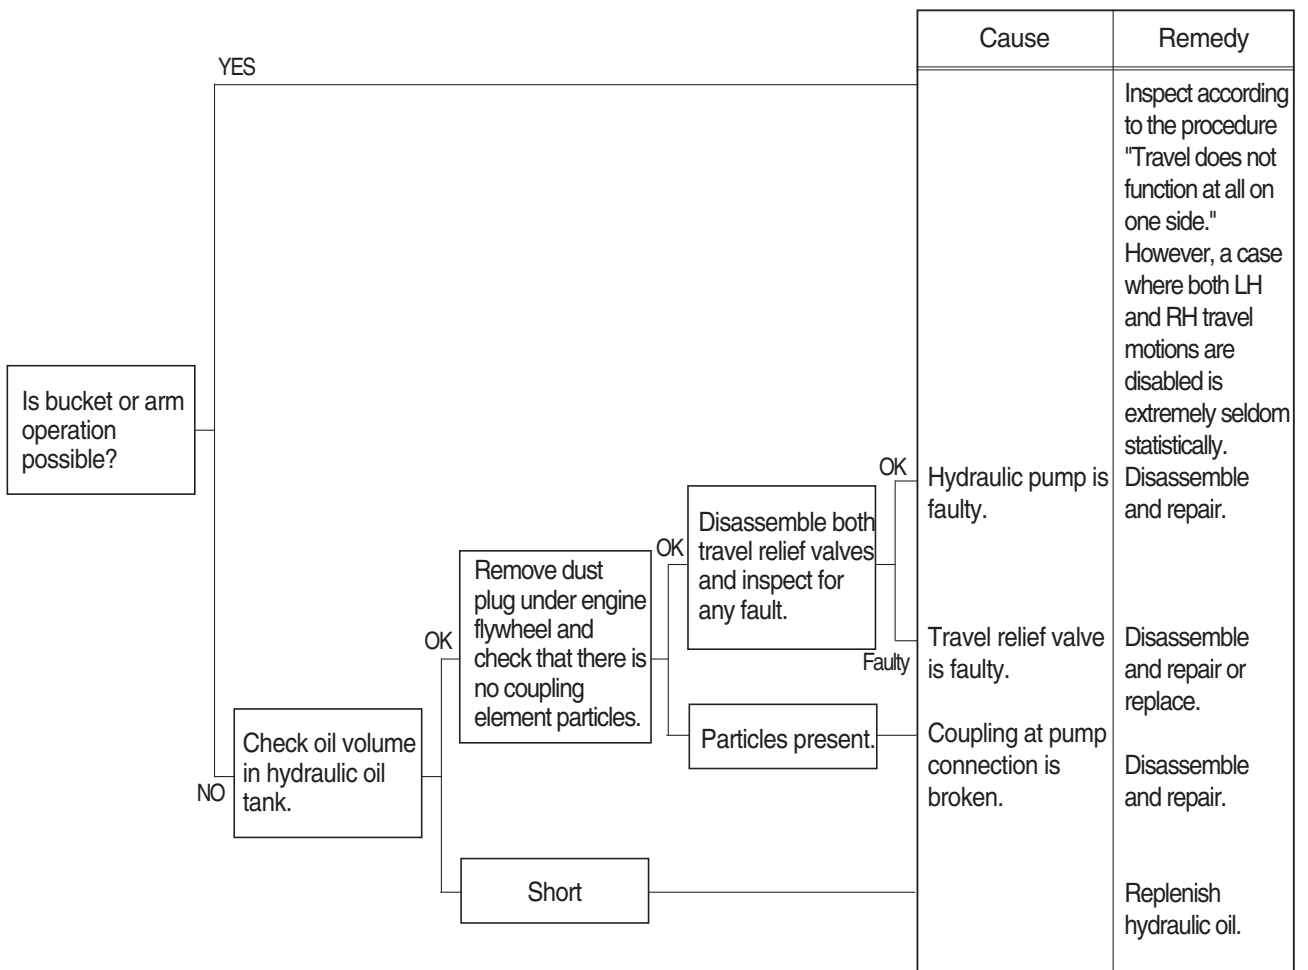 Cause
Remedy
YES
Inspect according
to the procedure
"Travel does not
function at all on
one side."
However, a case
where both LH
and RH travel
motions are
disabled is
extremely seldom
statistically.
Is bucket or arm
operation
possible?
NO
Check oil volume
in hydraulic oil
tank.
OK
Remove dust
plug under engine
flywheel and
check that there is
no coupling
element particles.
OK
Disassemble both
travel relief valves
and inspect for
any fault.
OK
Hydraulic pump is
faulty.
Disassemble
and repair.
Faulty
Travel relief valve
is faulty.
Disassemble
and repair or
replace.
Particles present.
Coupling at pump
connection is
broken.
Disassemble
and repair.
Short
Replenish
hydraulic oil.